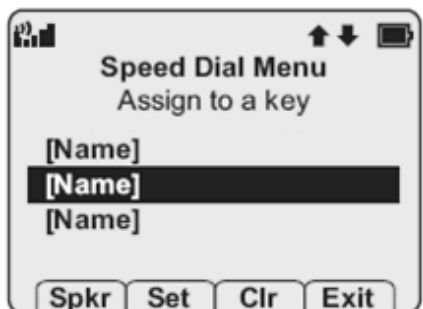 Speed Dial Menu
Assign to a key
[Name]
[Name]
[Name]
Spkr Set Clr Exit